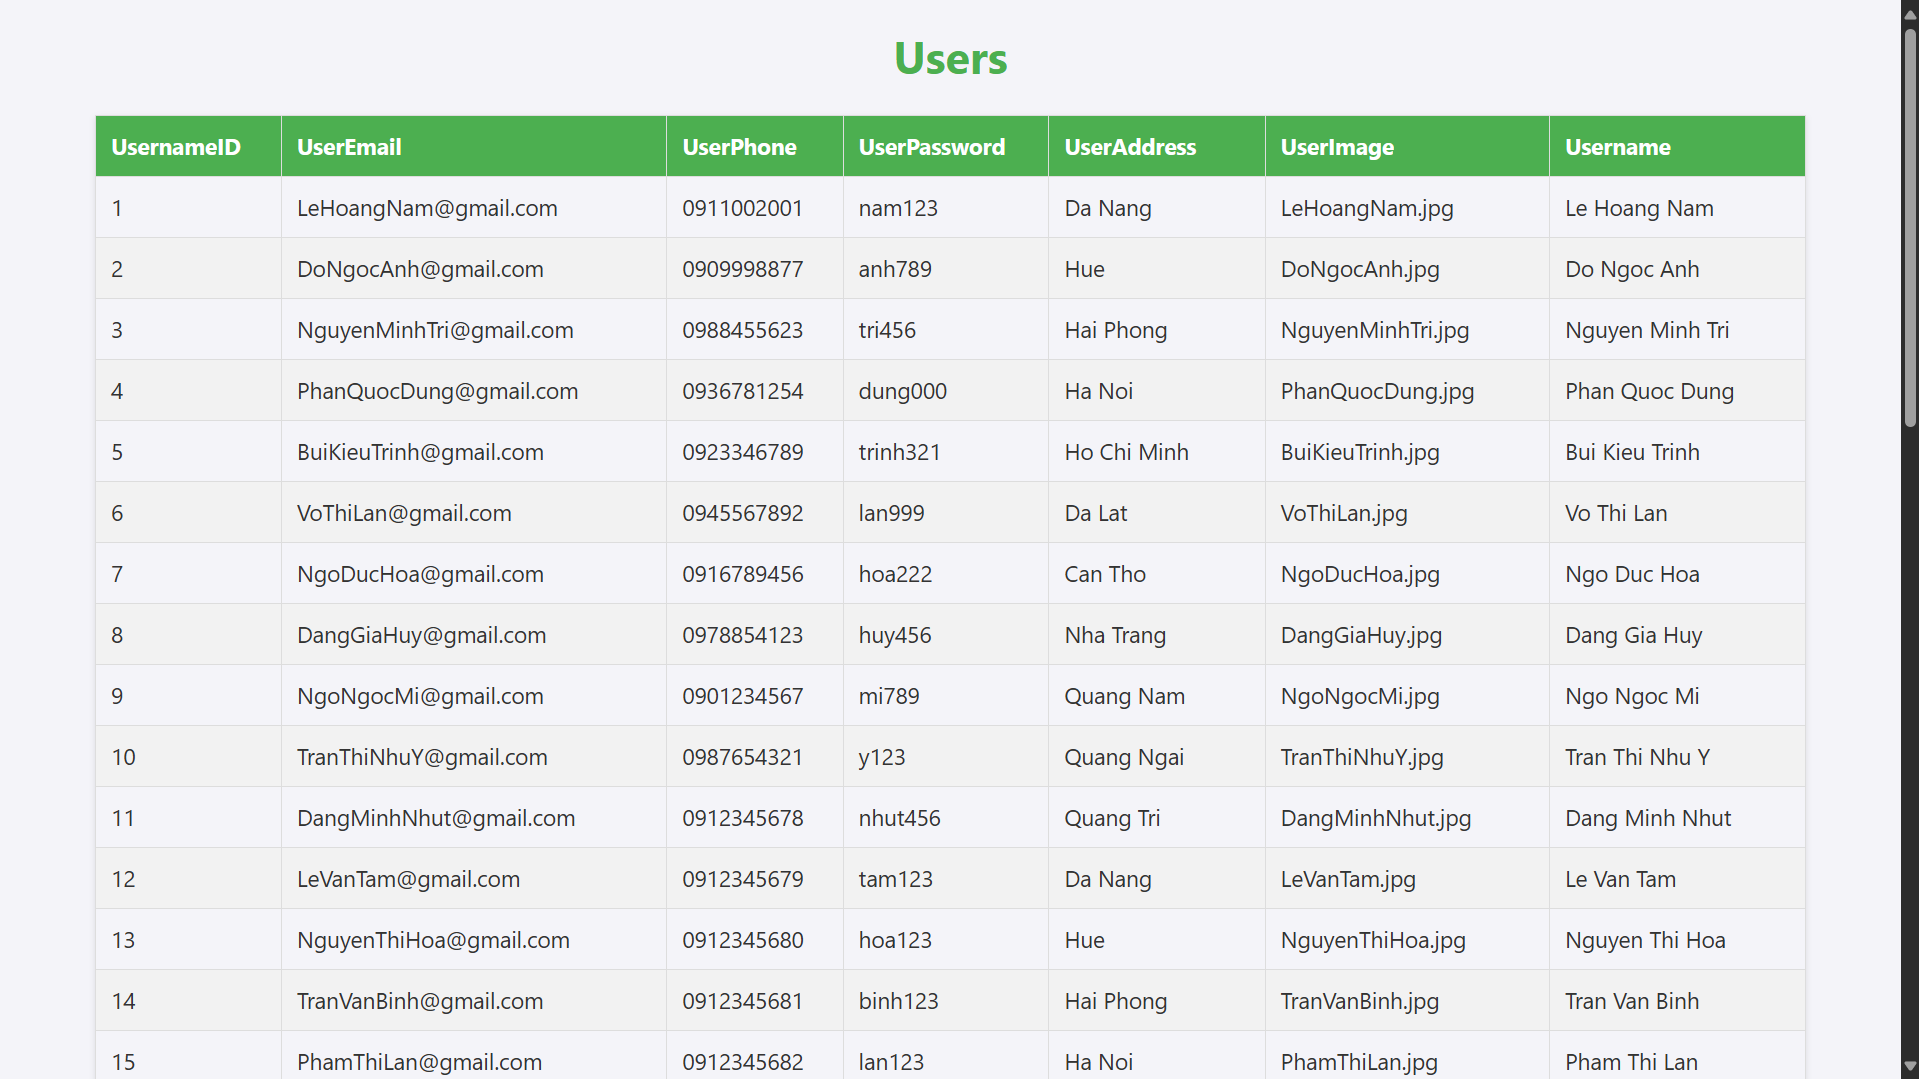 Users
UsernameID UserEmail UserPhone UserPassword UserAddress UserImage Username
1 LeHoangNam@gmail.com 0911002001 nam123 Da Nang LeHoangNam.jpg Le Hoang Nam
2 DoNgocAnh@gmail.com 0909998877 anh789 Hue DoNgocAnh.jpg Do Ngoc Anh
3 NguyenMinhTri@gmail.com 0988455623 tri456 Hai Phong NguyenMinhTri.jpg Nguyen Minh Tri
4 PhanQuocDung@gmail.com 0936781254 dung000 Ha Noi PhanQuocDung.jpg Phan Quoc Dung
5 BuiKieuTrinh@gmail.com 0923346789 trinh321 Ho Chi Minh BuiKieuTrinh.jpg Bui Kieu Trinh
6 VoThiLan@gmail.com 0945567892 lan999 Da Lat VoThiLan.jpg Vo Thi Lan
7 NgoDucHoa@gmail.com 0916789456 hoa222 Can Tho NgoDucHoa.jpg Ngo Duc Hoa
8 DangGiaHuy@gmail.com 0978854123 huy456 Nha Trang DangGiaHuy.jpg Dang Gia Huy
9 NgoNgocMi@gmail.com 0901234567 mi789 Quang Nam NgoNgocMi.jpg Ngo Ngoc Mi
10 TranThiNhuY@gmail.com 0987654321 y123 Quang Ngai TranThiNhuY.jpg Tran Thi Nhu Y
11 DangMinhNhut@gmail.com 0912345678 nhut456 Quang Tri DangMinhNhut.jpg Dang Minh Nhut
12 LeVanTam@gmail.com 0912345679 tam123 Da Nang LeVanTam.jpg Le Van Tam
13 NguyenThiHoa@gmail.com 0912345680 hoa123 Hue NguyenThiHoa.jpg Nguyen Thi Hoa
14 TranVanBinh@gmail.com 0912345681 binh123 Hai Phong TranVanBinh.jpg Tran Van Binh
15 PhamThiLan@gmail.com 0912345682 lan123 Ha Noi PhamThiLan.jpg Pham Thi Lan